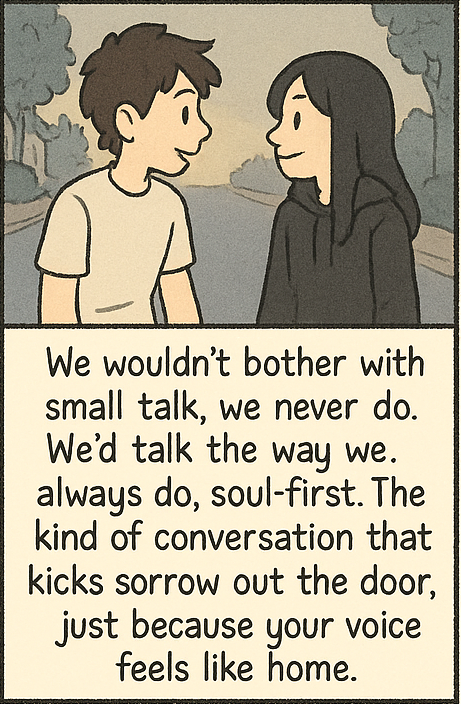 We wouldn't bother with
small talk, we never do.
We'd talk the way we.
always do, soul-first. The
kind of conversation that
kicks sorrow out the door,
just because your voice
feels like home.